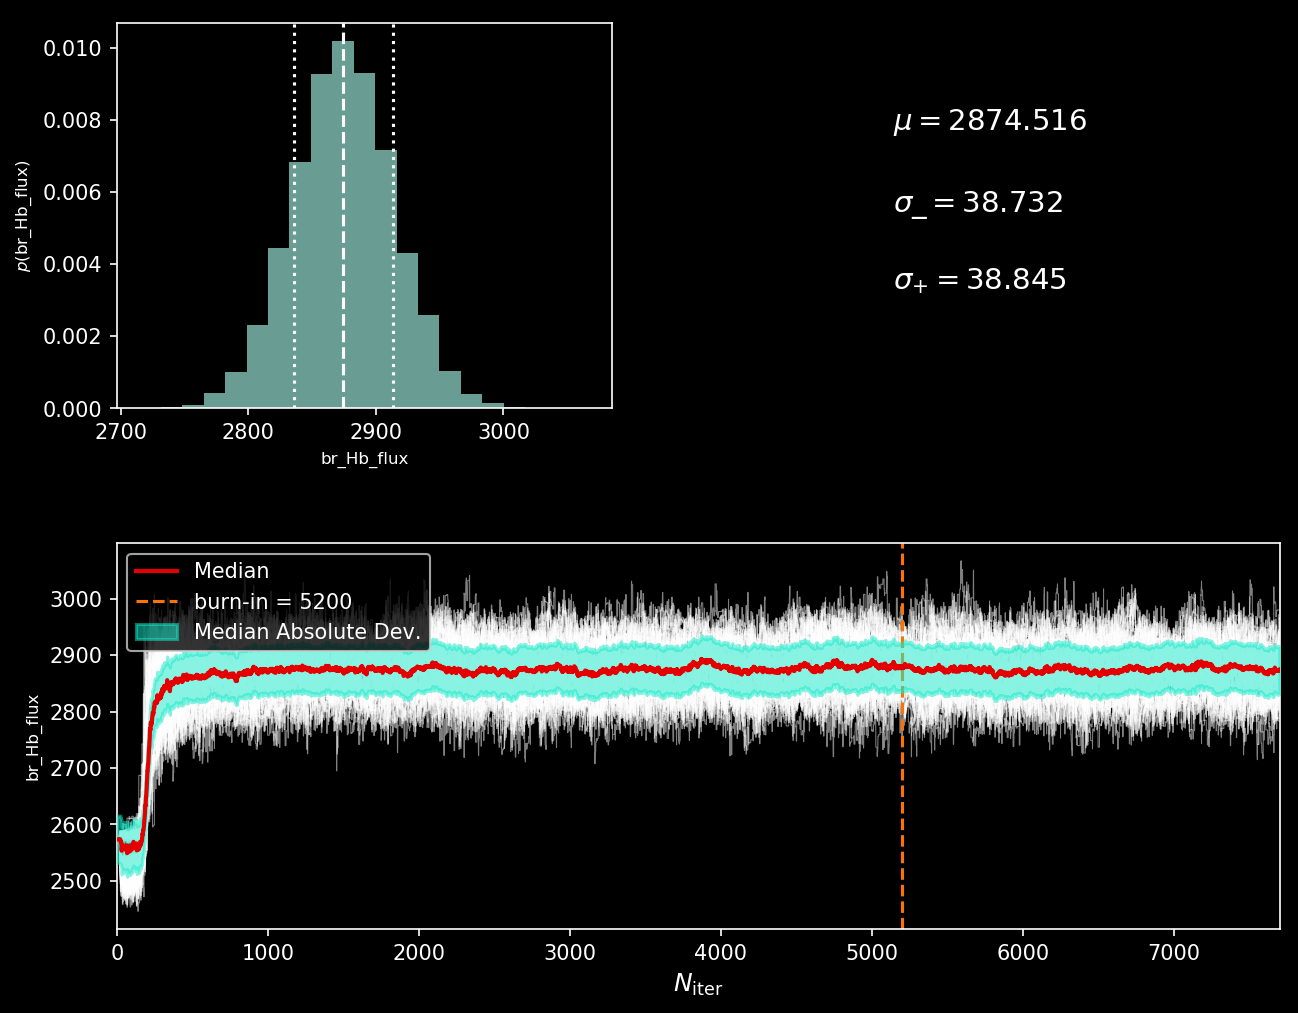 0.010
0.008
0.006
0.004
0.002
0.000
p(br_Hb_flux)
2700 2800 2900 3000
br_Hb_flux
μ = 2874.516
σ_ = 38.732
σ+ = 38.845
Median
burn-in = 5200
Median Absolute Dev.
3000
2900
2800
2700
2600
2500
br_Hb_flux
0 1000 2000 3000 4000 5000 6000 7000
Niter